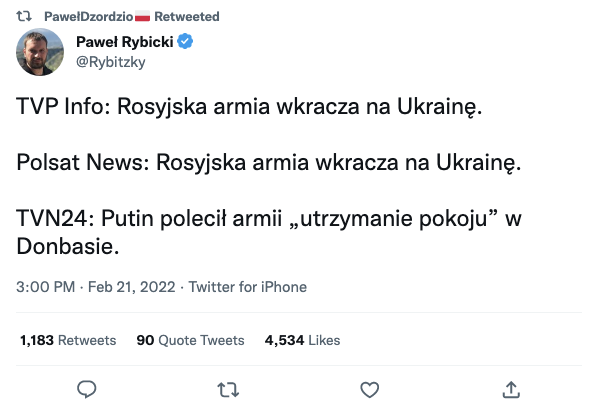 PawełDzordzio🇵🇱 Retweeted
Paweł Rybicki
@Rybitzky
TVP Info: Rosyjska armia wkracza na Ukrainę.
Polsat News: Rosyjska armia wkracza na Ukrainę.
TVN24: Putin polecił armii „utrzymanie pokoju” w
Donbasie.
3:00 PM · Feb 21, 2022 · Twitter for iPhone
1,183 Retweets 90 Quote Tweets 4,534 Likes